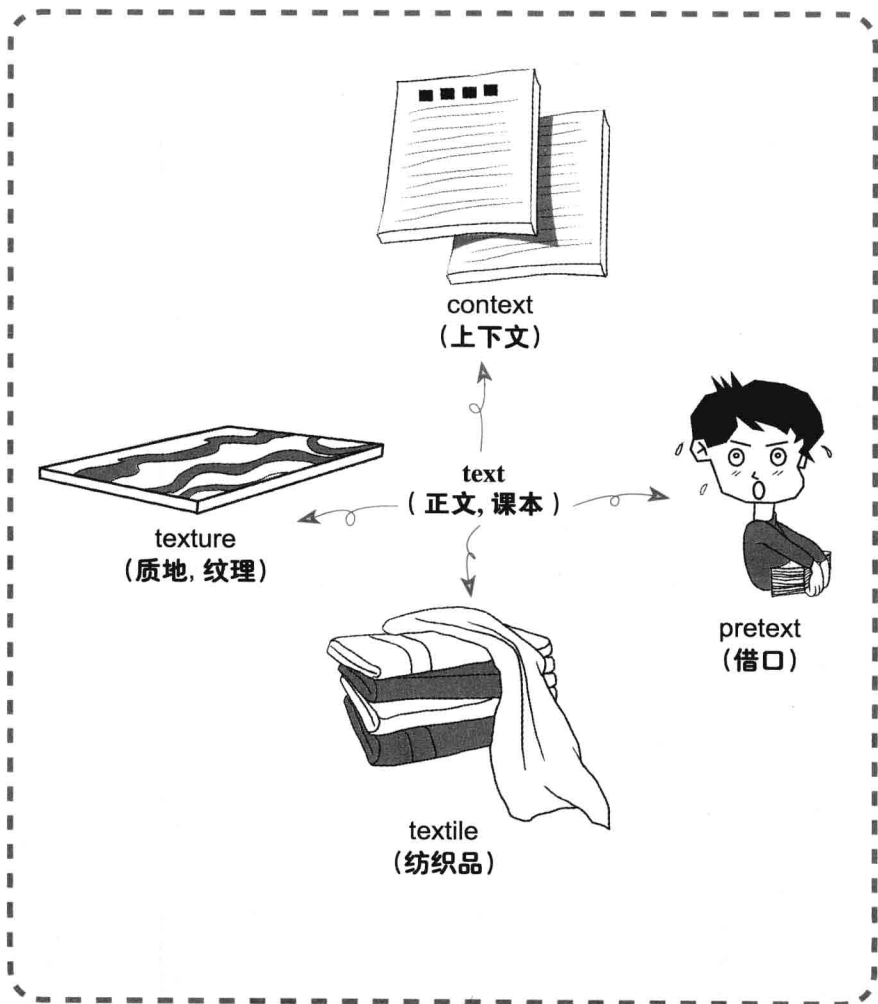 context
(上下文)
text
(正文, 课本)
texture
(质地, 纹理)
pretext
(借口)
textile
(纺织品)